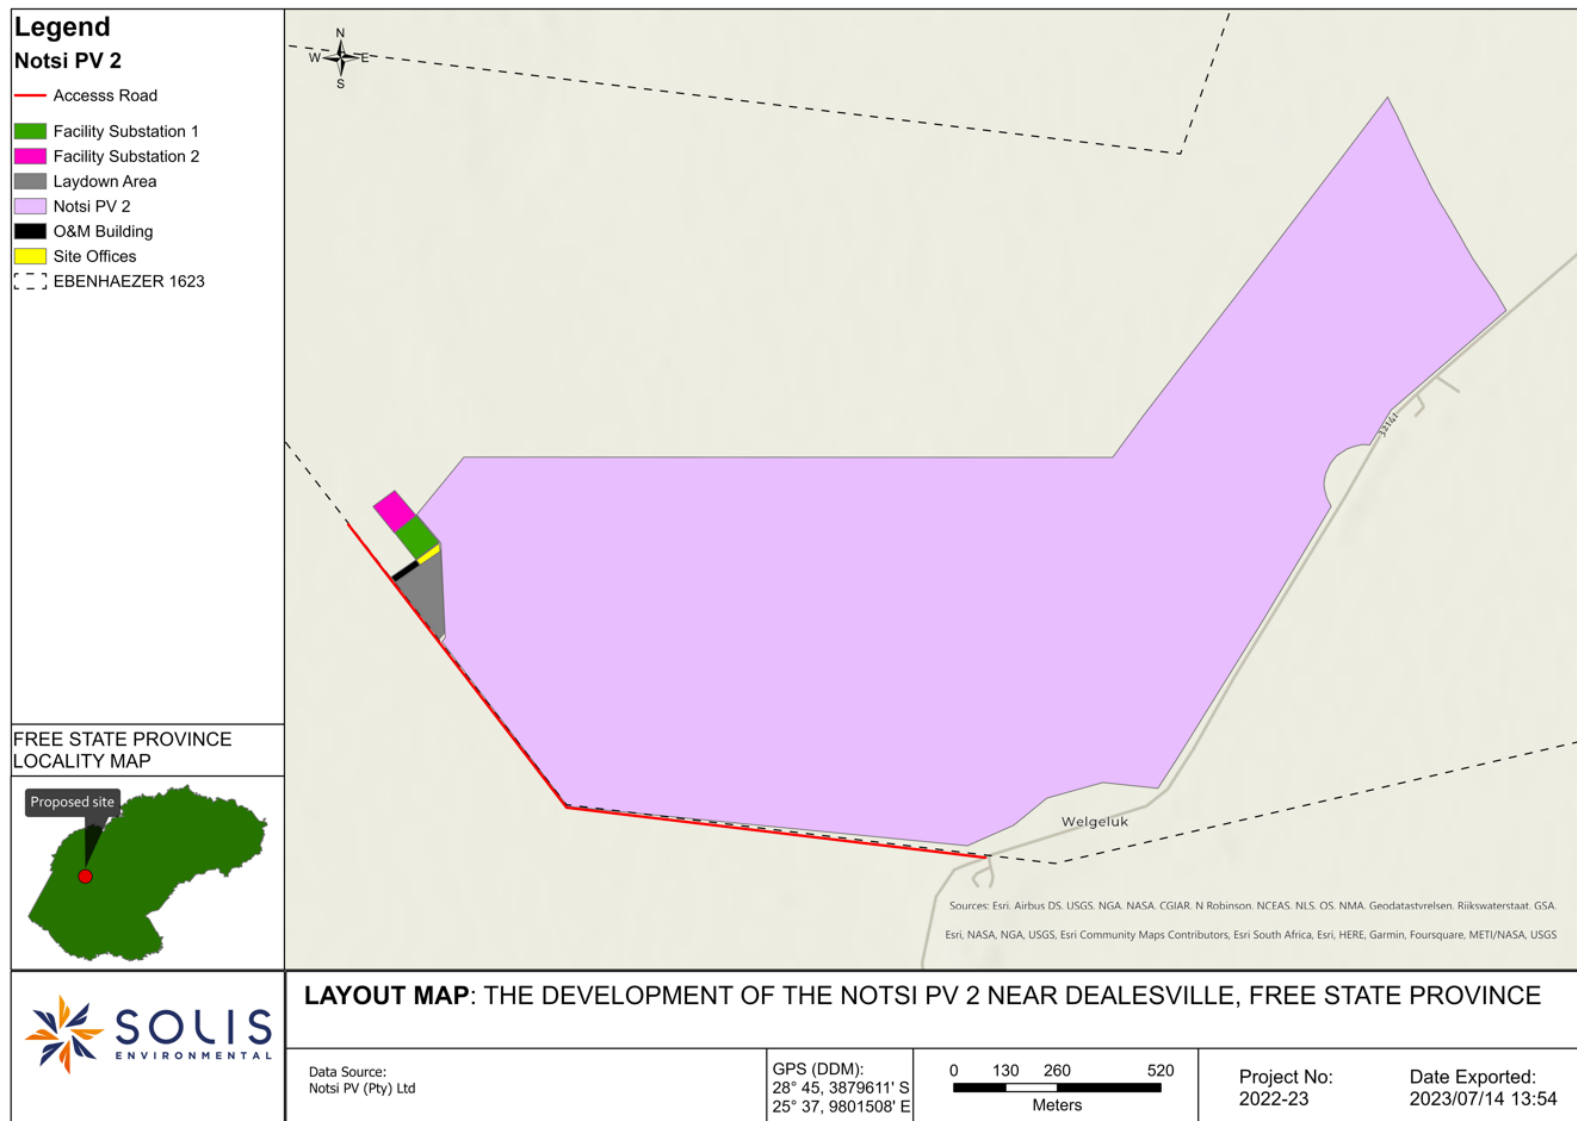 Legend
Notsi PV 2
Accesss Road
Facility Substation 1
Facility Substation 2
Laydown Area
Notsi PV 2
O&M Building
Site Offices
EBENHAEZER 1623
N
W E
S
32141
Welgeluk
Sources: Esri, Airbus DS, USGS, NGA, NASA, CGIAR, N Robinson, NCEAS, NLS, OS, NMA, Geodatastyrelsen, Rijkswaterstaat, GSA,
Esri, NASA, NGA, USGS, Esri Community Maps Contributors, Esri South Africa, Esri, HERE, Garmin, Foursquare, METI/NASA, USGS
FREE STATE PROVINCE
LOCALITY MAP
Proposed site
SOLIS
ENVIRONMENTAL
LAYOUT MAP: THE DEVELOPMENT OF THE NOTSI PV 2 NEAR DEALESVILLE, FREE STATE PROVINCE
Data Source:
Notsi PV (Pty) Ltd
GPS (DDM):
28° 45, 3879611' S
25° 37, 9801508' E
0 130 260 520
Meters
Project No:
2022-23
Date Exported:
2023/07/14 13:54